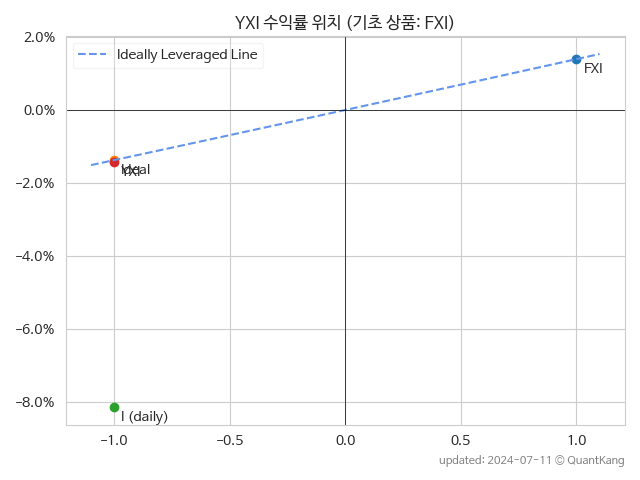 YXI 수익률 위치 (기초 상품: FXI)
2.0%
Ideally Leveraged Line
FXI
0.0%
Ideal
YXI
−2.0%
−4.0%
−6.0%
−8.0%
I (daily)
−1.0
−0.5
0.0
0.5
1.0
updated: 2024-07-11 © QuantKang